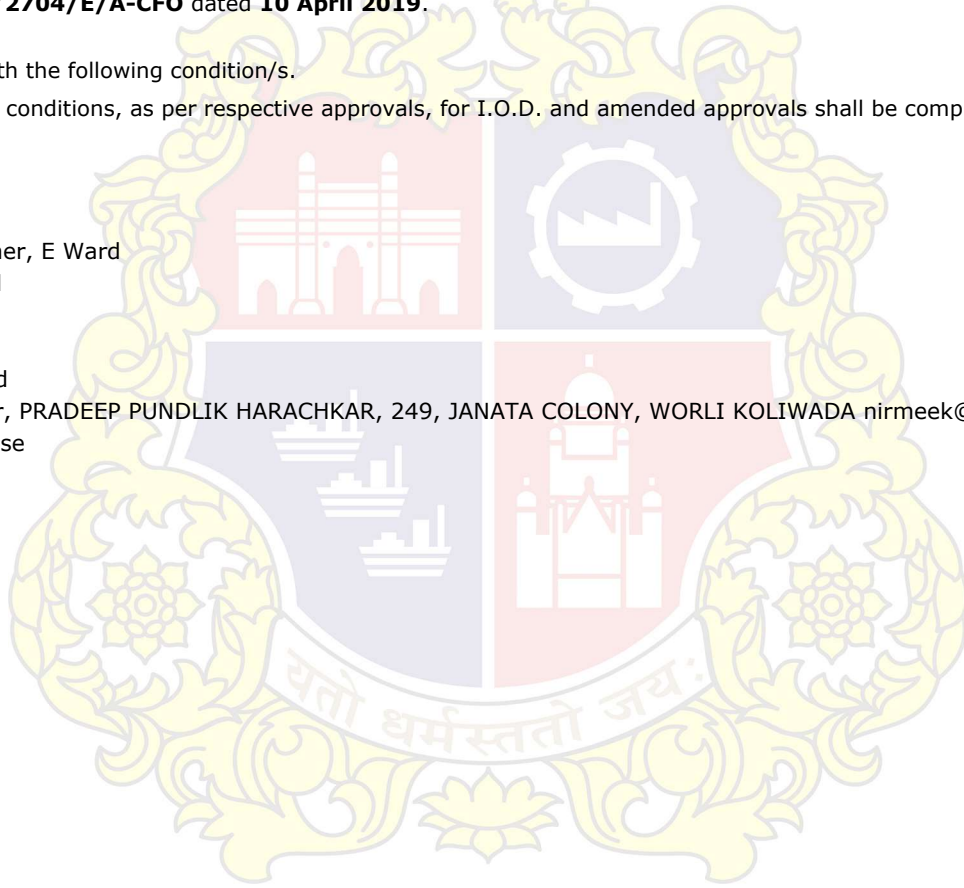 2704/E/A-CFO dated 10 April 2019.
th the following condition/s.
conditions, as per respective approvals, for I.O.D. and amended approvals shall be comp
er, E Ward
r, PRADEEP PUNDLIK HARACHKAR, 249, JANATA COLONY, WORLI KOLIWADA nirmeek@
se
यतो धर्मस्ततो जय: